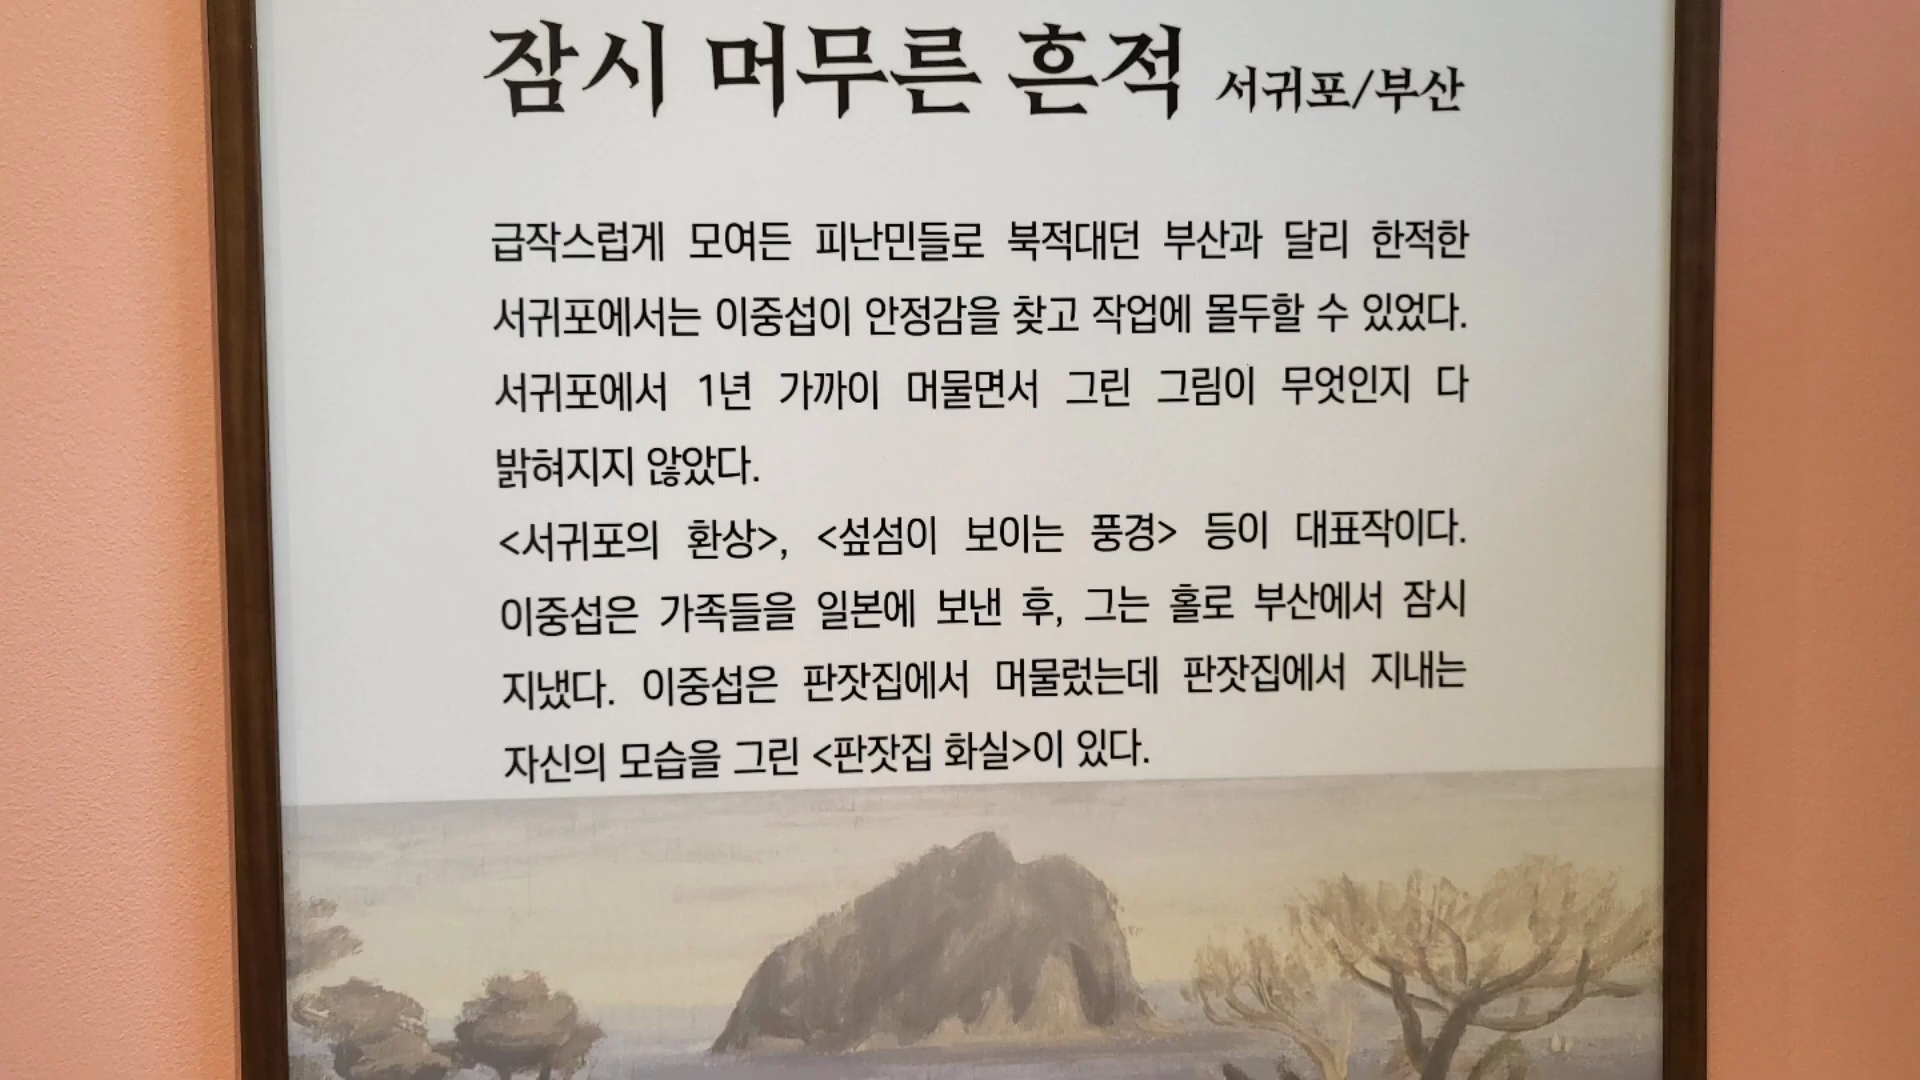 잠시 머무른 흔적 서귀포/부산
급작스럽게 모여든 피난민들로 북적대던 부산과 달리 한적한
서귀포에서는 이중섭이 안정감을 찾고 작업에 몰두할 수 있었다.
서귀포에서 1년 가까이 머물면서 그린 그림이 무엇인지 다
밝혀지지 않았다.
<서귀포의 환상>, <섶섬이 보이는 풍경> 등이 대표작이다.
이중섭은 가족들을 일본에 보낸 후, 그는 홀로 부산에서 잠시
지냈다. 이중섭은 판잣집에서 머물렀는데 판잣집에서 지내는
자신의 모습을 그린 <판잣집 화실>이 있다.